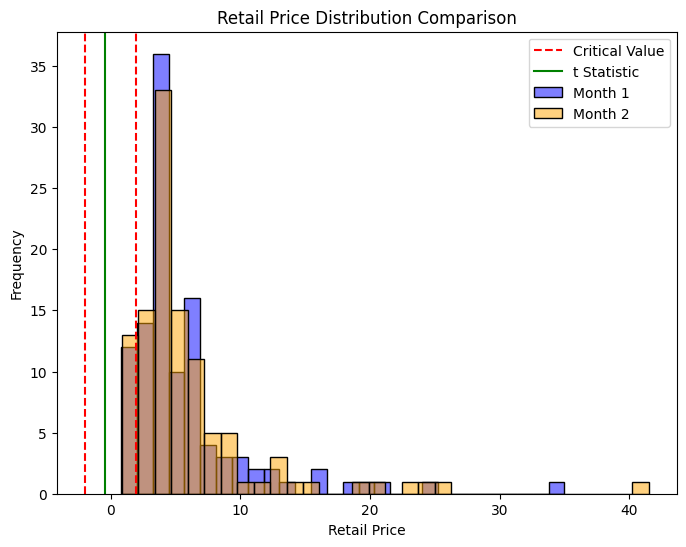 Retail Price Distribution Comparison
Critical Value
t Statistic
Month 1
Month 2
Frequency
35
30
25
20
15
10
5
0
0 10 20 30 40
Retail Price